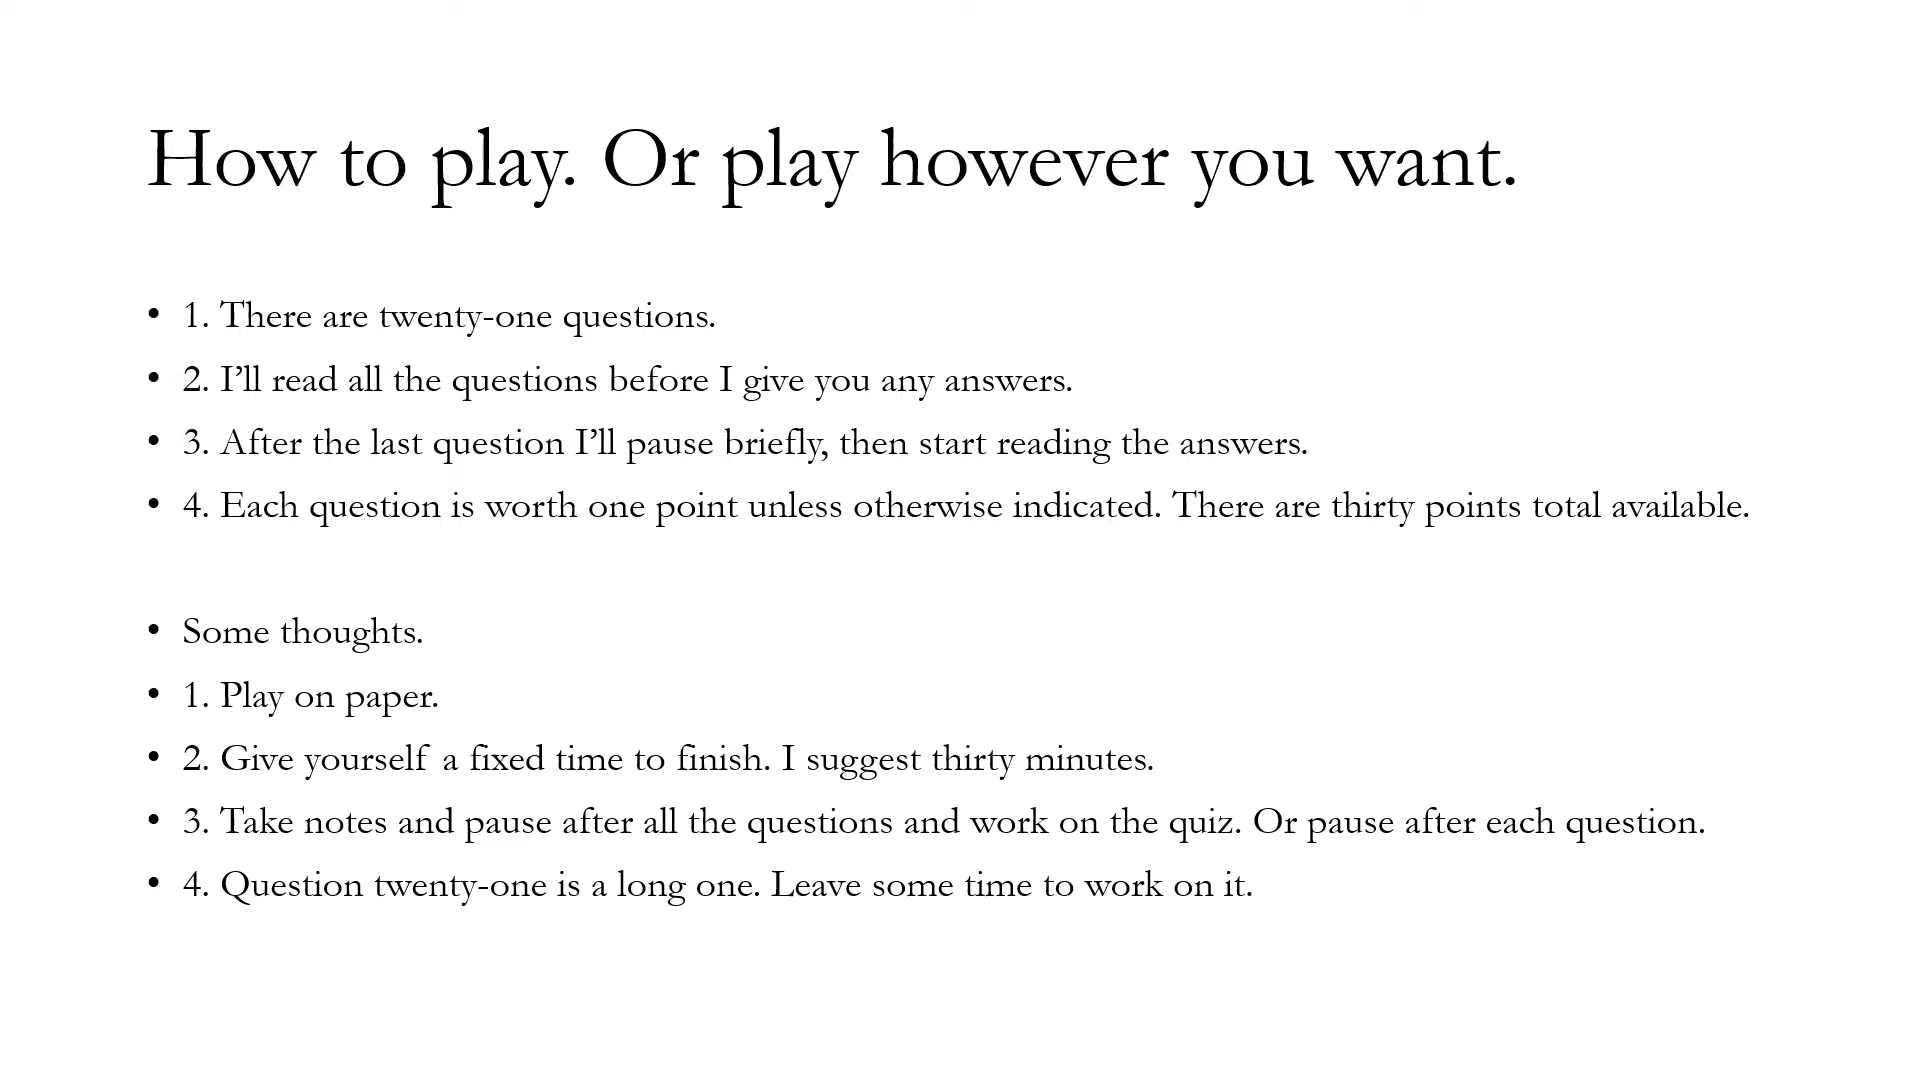 How to play. Or play however you want.
• 1. There are twenty-one questions.
• 2. I’ll read all the questions before I give you any answers.
• 3. After the last question I’ll pause briefly, then start reading the answers.
• 4. Each question is worth one point unless otherwise indicated. There are thirty points total available.
• Some thoughts.
• 1. Play on paper.
• 2. Give yourself a fixed time to finish. I suggest thirty minutes.
• 3. Take notes and pause after all the questions and work on the quiz. Or pause after each question.
• 4. Question twenty-one is a long one. Leave some time to work on it.